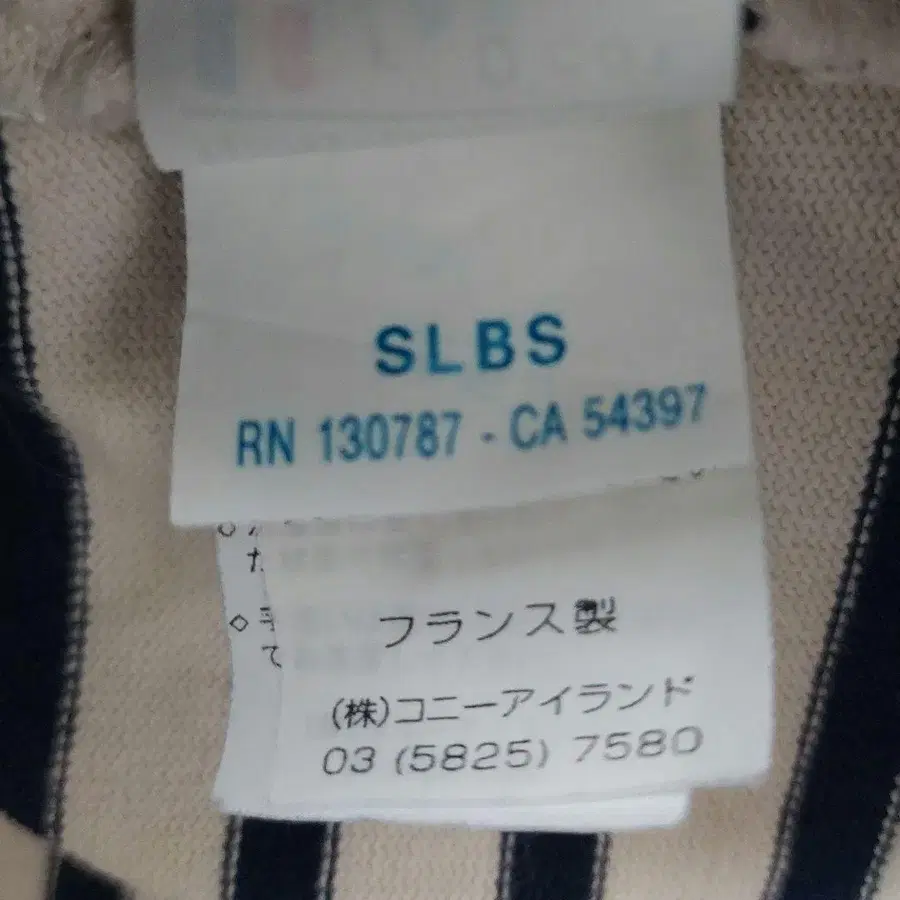 SLBS
RN 130787 - CA 54397
フランス製
(株)コニーアイランド
03 (5825) 7580